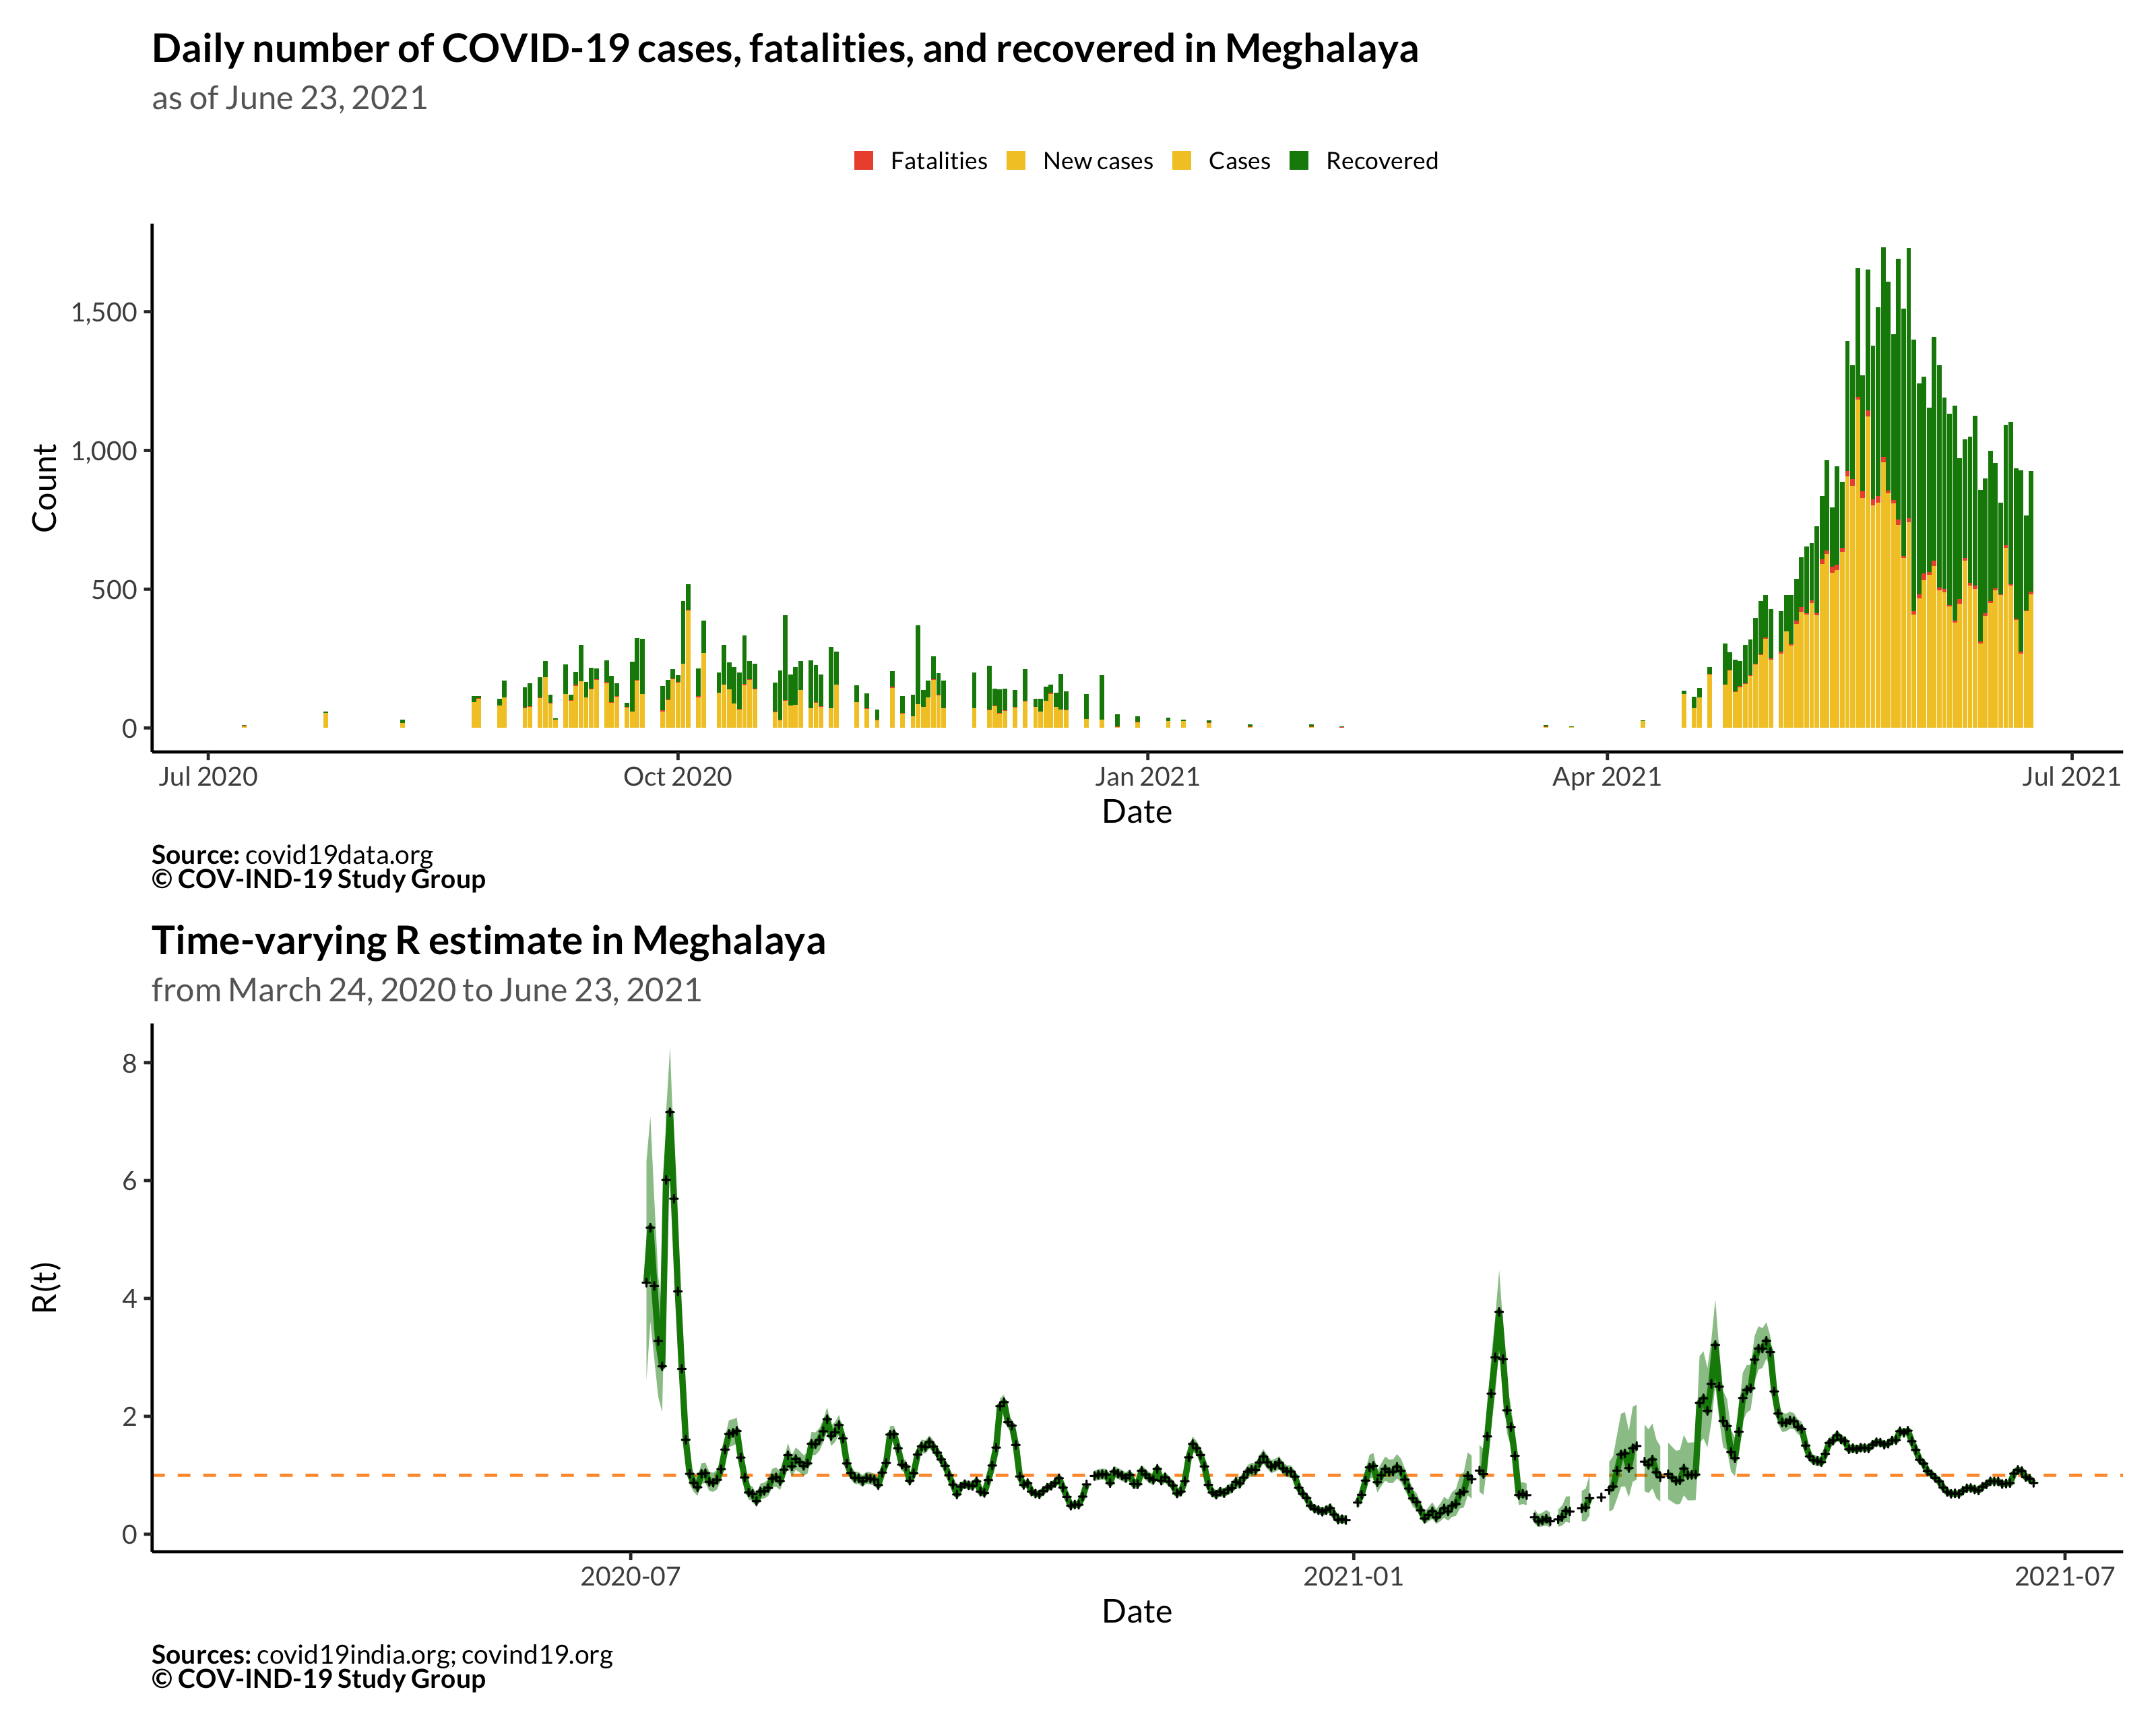 Daily number of COVID-19 cases, fatalities, and recovered in Meghalaya
as of June 23, 2021
Fatalities New cases Cases Recovered
Count
1,500
1,000
500
0
Jul 2020 Oct 2020 Jan 2021 Apr 2021 Jul 2021
Date
Source: covid19data.org
© COV-IND-19 Study Group
Time-varying R estimate in Meghalaya
from March 24, 2020 to June 23, 2021
R(t)
8
6
4
2
0
2020-07 2021-01 2021-07
Date
Sources: covid19india.org; covind19.org
© COV-IND-19 Study Group